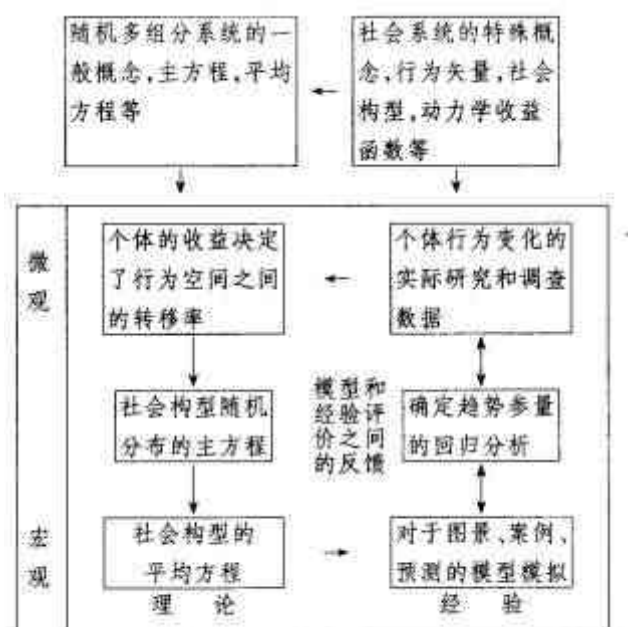 随机多组分系统的一
般概念,主方程,平均
方程等
社会系统的特殊概
念,行为矢量,社会
构型,动力学收益
函数等
微
观
个体的收益决定
了行为空间之间
的转移率
个体行为变化的
实际研究和调查
数据
社会构型随机
分布的主方程
模型和
经验评
价之间
的反馈
确定趋势参量
的回归分析
宏
观
社会构型的
平均方程
对于图景、案例、
预测的模型模拟
理 论
经 验